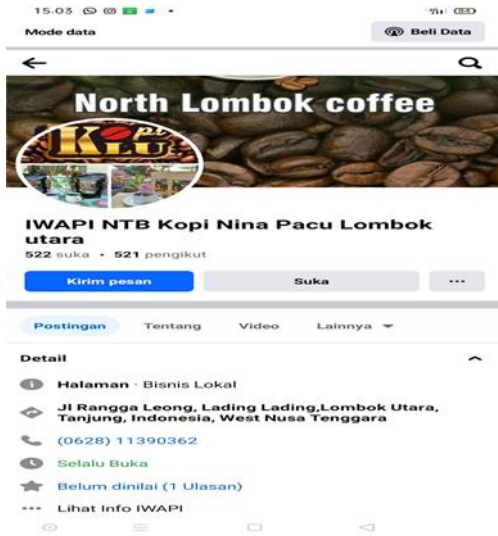 15.03
Mode data
Beli Data
North Lombok coffee
Kopi
KLU
IWAPI NTB Kopi Nina Pacu Lombok
utara
522 suka • 521 pengikut
Kirim pesan
Suka
Postingan
Tentang
Video
Lainnya
Detail
Halaman · Bisnis Lokal
Jl Rangga Leong, Lading Lading,Lombok Utara,
Tanjung, Indonesia, West Nusa Tenggara
(0628) 11390362
Selalu Buka
Belum dinilai (1 Ulasan)
Lihat Info IWAPI